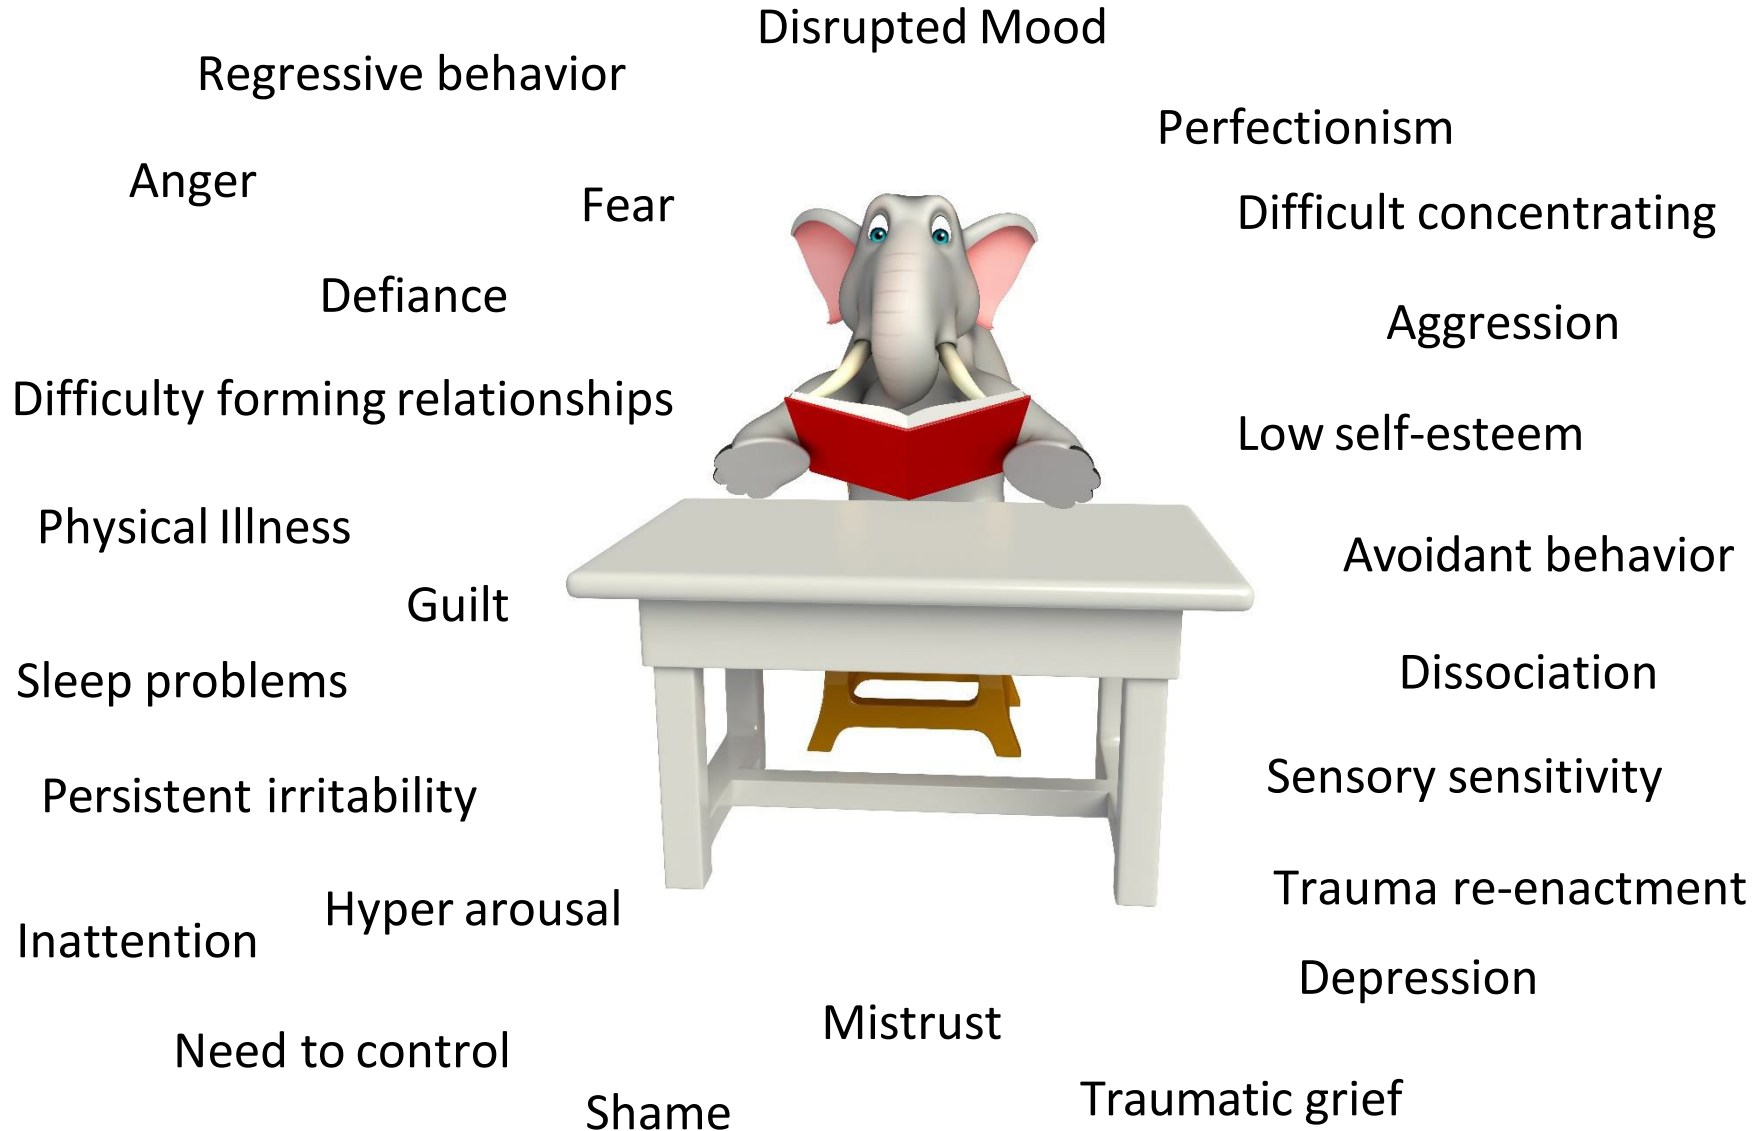 Disrupted Mood
Regressive behavior
Perfectionism
Anger
Fear
Difficult concentrating
Defiance
Aggression
Difficulty forming relationships
Low self-esteem
Physical Illness
Avoidant behavior
Guilt
Dissociation
Sleep problems
Sensory sensitivity
Persistent irritability
Trauma re-enactment
Hyper arousal
Inattention
Depression
Mistrust
Need to control
Traumatic grief
Shame